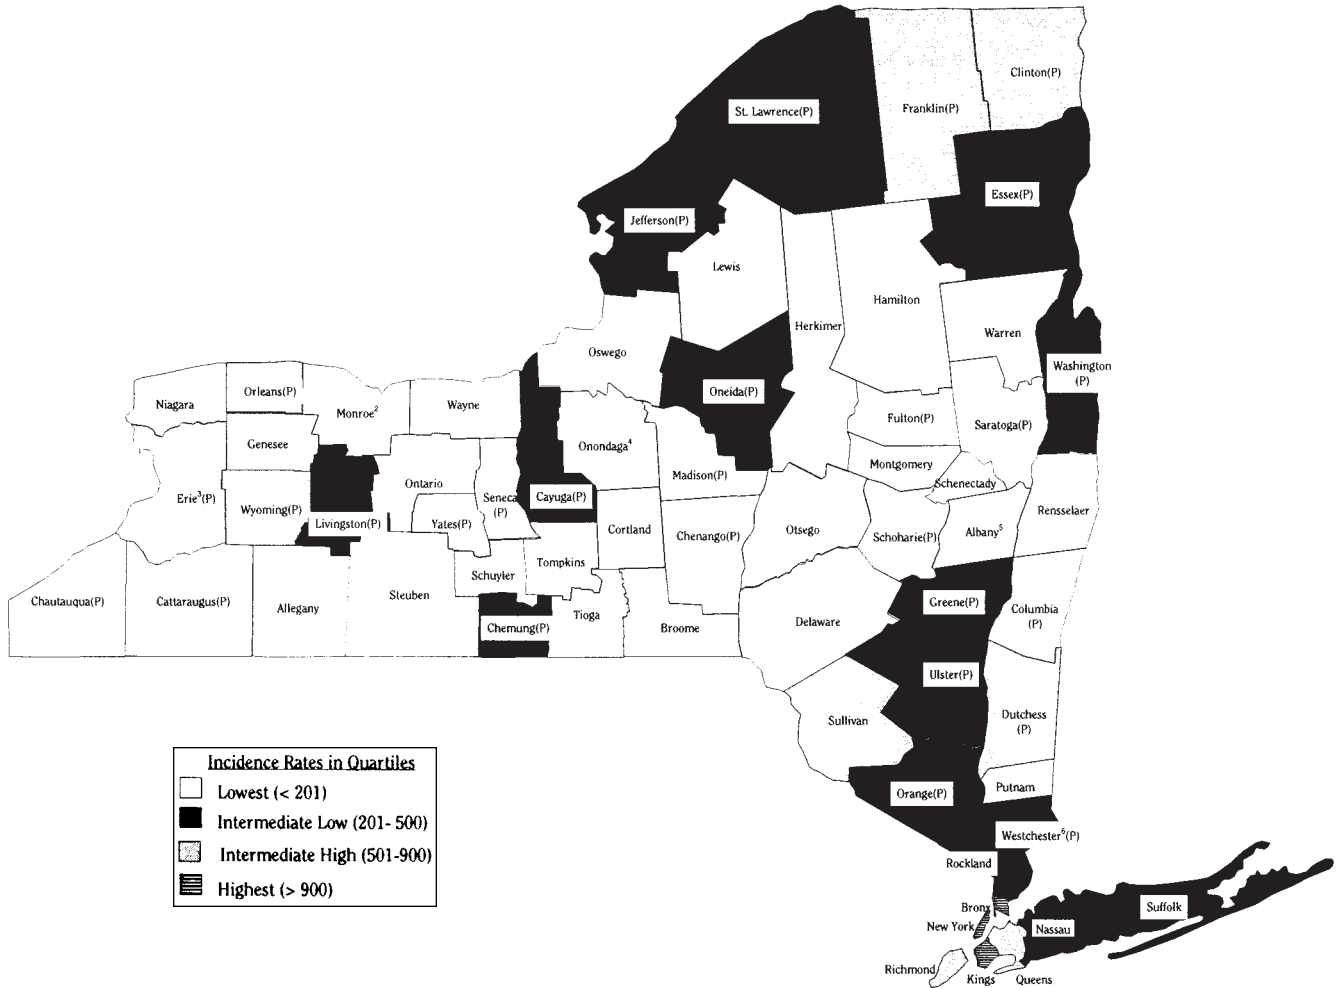 Clinton(P)
St. Lawrence(P)
Franklin(P)
Essex(P)
Jefferson(P)
Lewis
Hamilton
Herkimer
Warren
Oswego
Washington
(P)
Oneida(P)
Orleans(P)
Niagara
Monroe²
Wayne
Fulton(P)
Saratoga(P)
Genesee
Onondaga⁴
Montgomery
Madison(P)
Ontario
Schenectady
Erie³(P)
Seneca
(P)
Cayuga(P)
Wyoming(P)
Rensselaer
Livingston(P)
Yates(P)
Cortland
Otsego
Albany⁵
Chenango(P)
Schoharie(P)
Tompkins
Schuyler
Steuben
Chautauqua(P)
Cattaraugus(P)
Allegany
Greene(P)
Columbia
(P)
Tioga
Delaware
Chemung(P)
Broome
Ulster(P)
Dutchess
(P)
Sullivan
Putnam
Orange(P)
Westchester⁶(P)
Rockland
Bronx
Suffolk
New York
Nassau
Richmond
Kings
Queens
Incidence Rates in Quartiles
Lowest (< 201)
Intermediate Low (201- 500)
Intermediate High (501-900)
Highest (> 900)